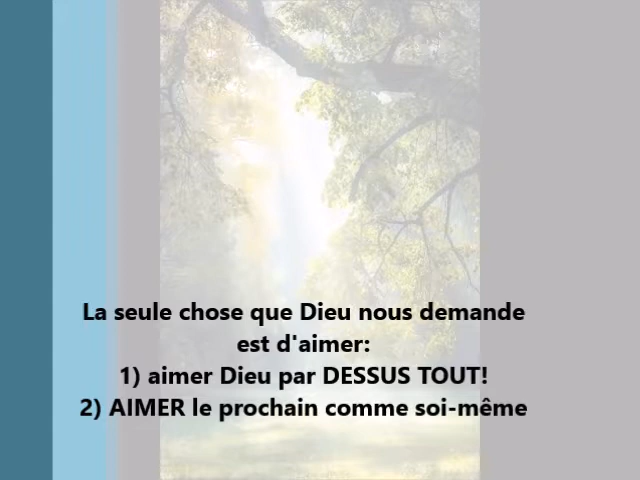 La seule chose que Dieu nous demande
est d'aimer:
1) aimer Dieu par DESSUS TOUT!
2) AIMER le prochain comme soi-même